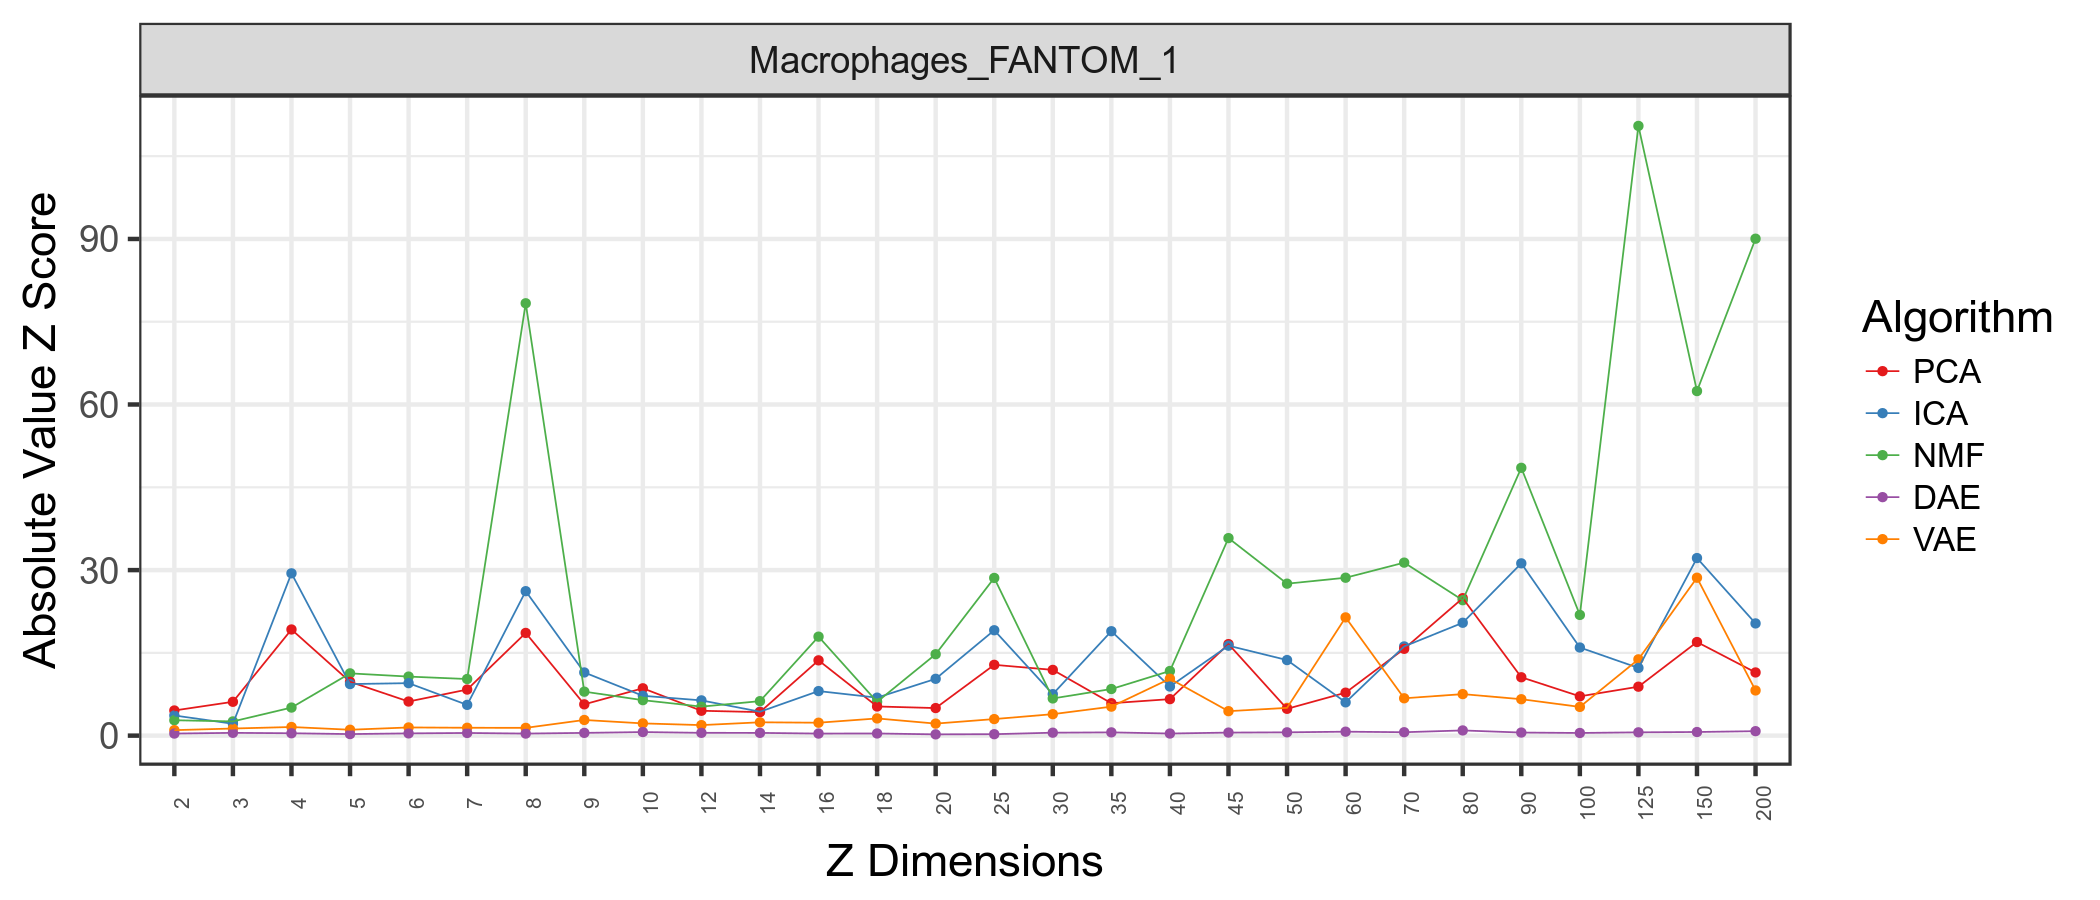 Macrophages_FANTOM_1
Absolute Value Z Score
90
60
30
0
2 3 4 5 6 7 8 9 10 12 14 16 18 20 25 30 35 40 45 50 60 70 80 90 100 125 150 200
Z Dimensions
Algorithm
PCA
ICA
NMF
DAE
VAE